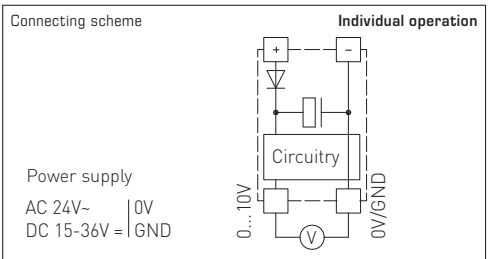 Connecting scheme
Individual operation
+ −
Circuitry
Power supply
AC 24V~ 0V
DC 15-36V = GND
0...10V
0V/GND
V